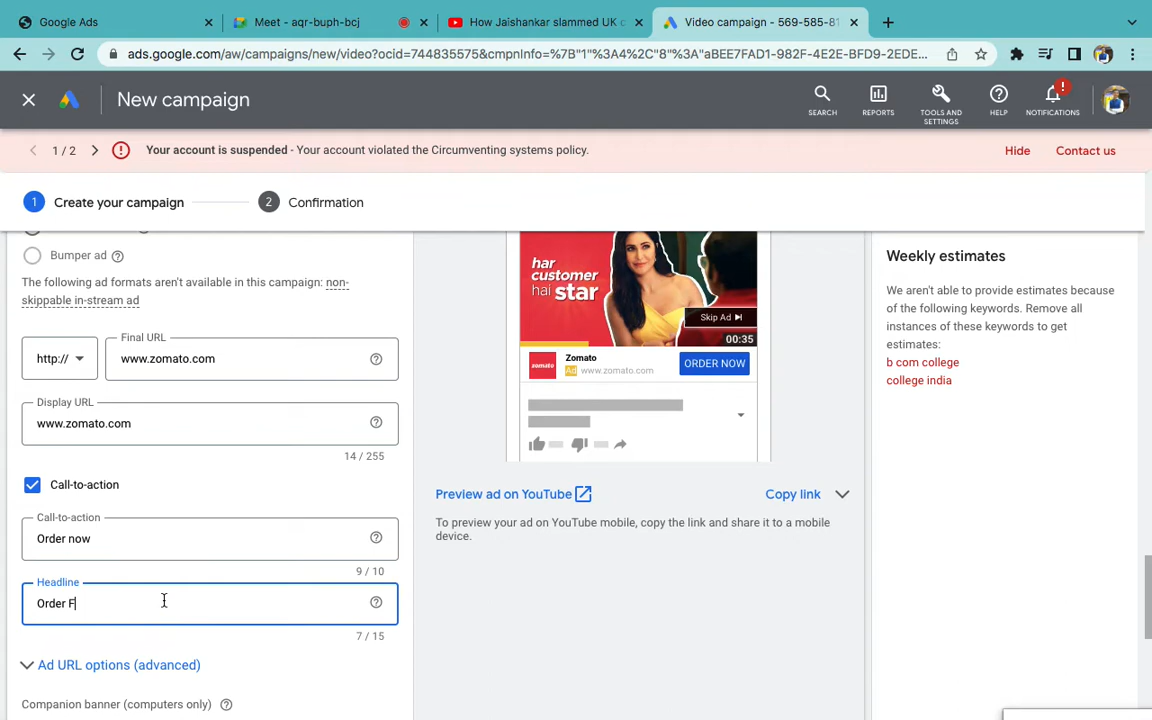 Google Ads
Meet - aqr-buph-bcj
How Jaishankar slammed UK
Video campaign - 569-585-81
ads.google.com/aw/campaigns/new/video?ocid=744835575&cmpnInfo=%7B"1"%3A4%2C"8"%3A"aBEE7FAD1-982F-4E2E-BFD9-2EDE...
New campaign
SEARCH
REPORTS
TOOLS AND SETTINGS
HELP
NOTIFICATIONS
1 / 2
Your account is suspended - Your account violated the Circumventing systems policy.
Hide
Contact us
1 Create your campaign
2 Confirmation
Bumper ad
The following ad formats aren't available in this campaign: non-
skippable in-stream ad
Final URL
http://
www.zomato.com
Display URL
www.zomato.com
14 / 255
Call-to-action
Call-to-action
Order now
9 / 10
Headline
Order F
7 / 15
Ad URL options (advanced)
Companion banner (computers only)
har
customer
hai star
Skip Ad
00:35
zomato
Zomato
Ad www.zomato.com
ORDER NOW
Preview ad on YouTube
Copy link
To preview your ad on YouTube mobile, copy the link and share it to a mobile
device.
Weekly estimates
We aren't able to provide estimates because
of the following keywords. Remove all
instances of these keywords to get
estimates:
b com college
college india